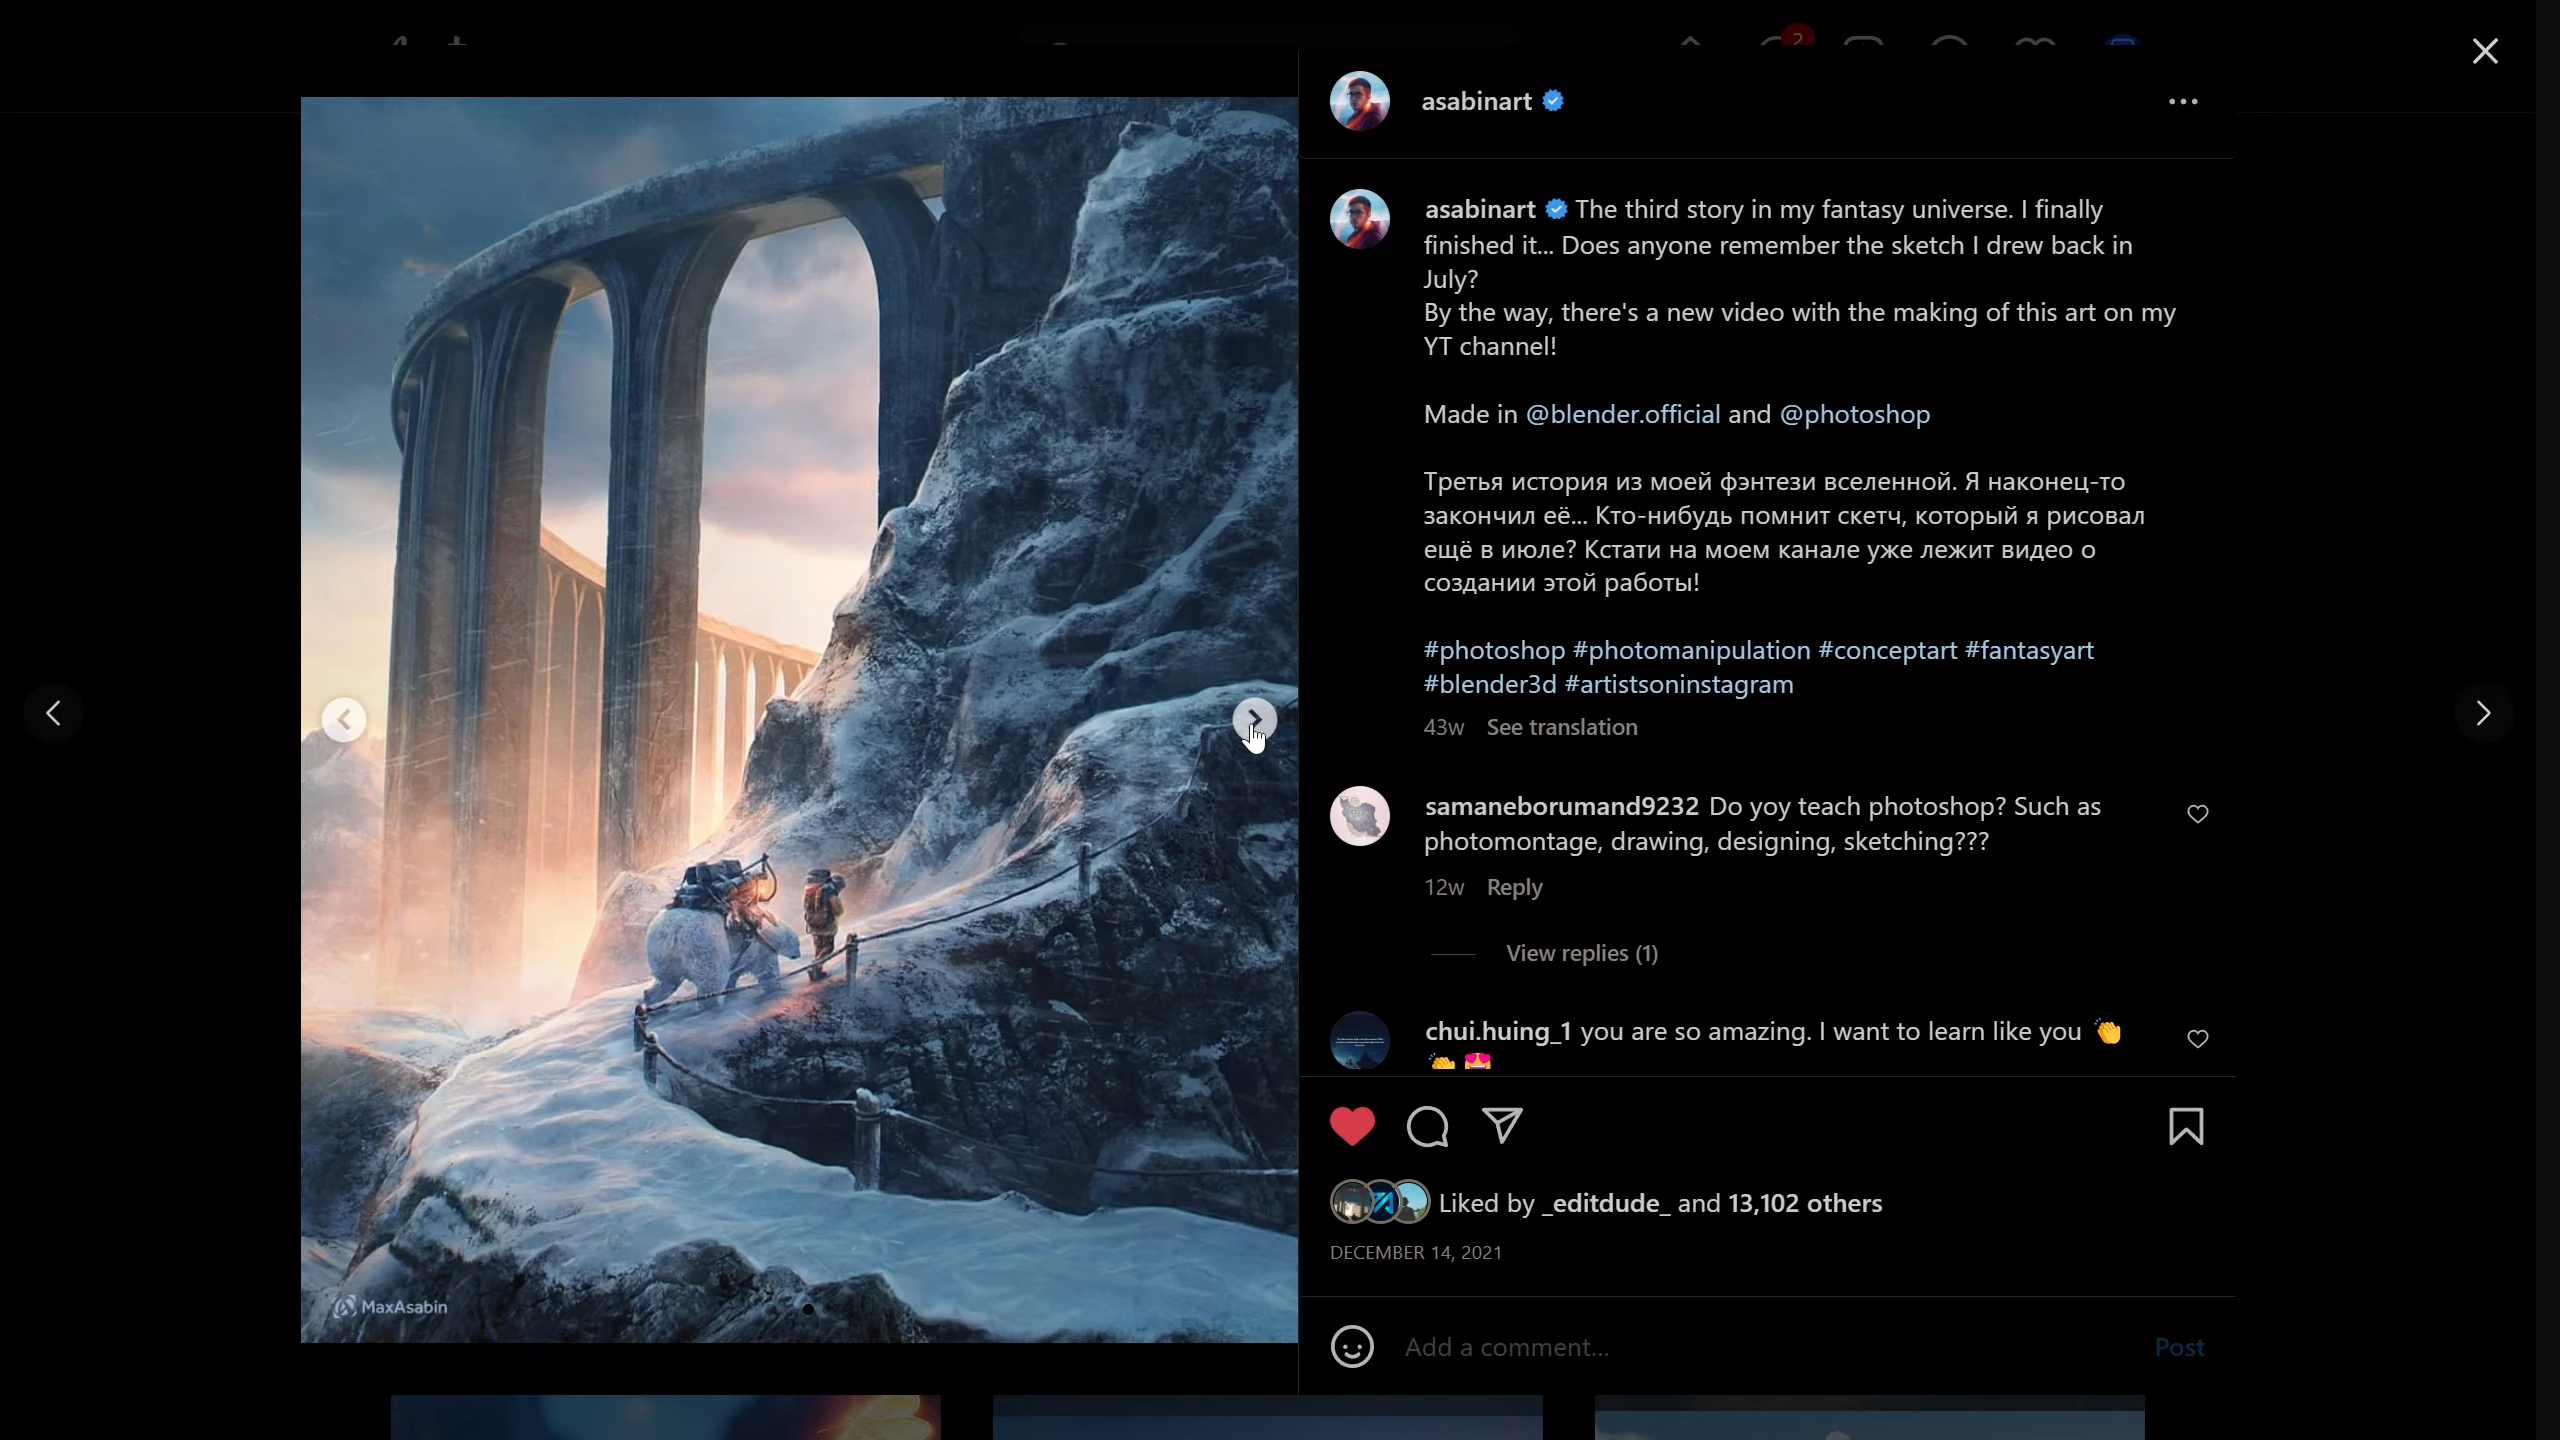 2
asabinart
asabinart The third story in my fantasy universe. I finally
finished it... Does anyone remember the sketch I drew back in
July?
By the way, there's a new video with the making of this art on my
YT channel!
Made in @blender.official and @photoshop
Третья история из моей фэнтези вселенной. Я наконец-то
закончил её... Кто-нибудь помнит скетч, который я рисовал
ещё в июле? Кстати на моем канале уже лежит видео о
создании этой работы!
#photoshop #photomanipulation #conceptart #fantasyart
#blender3d #artistsoninstagram
43w See translation
samaneborumand9232 Do yoy teach photoshop? Such as
photomontage, drawing, designing, sketching???
12w Reply
View replies (1)
chui.huing_1 you are so amazing. I want to learn like you 👏
👏 😍
Liked by _editdude_ and 13,102 others
DECEMBER 14, 2021
Add a comment...
Post
MaxAsabin